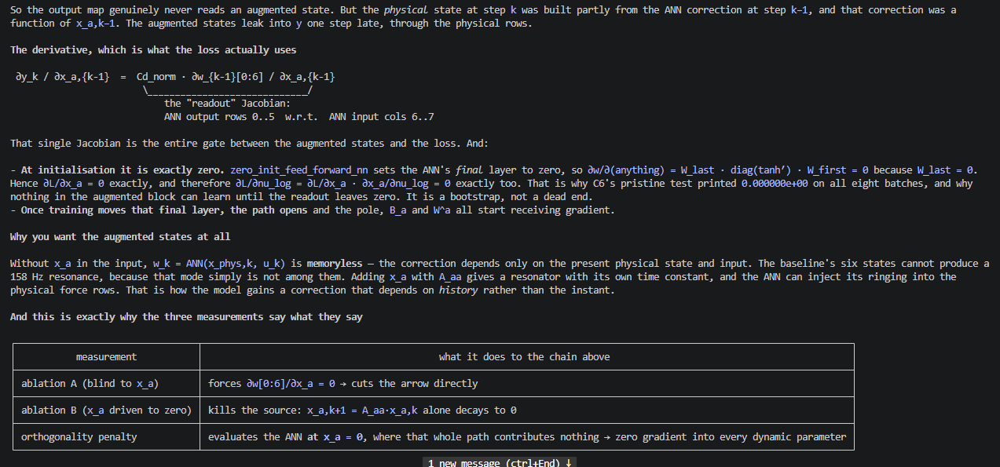 So the output map genuinely never reads an augmented state. But the physical state at step k was built partly from the ANN correction at step k-1, and that correction was a
function of x_a,k-1. The augmented states leak into y one step late, through the physical rows.
The derivative, which is what the loss actually uses
∂y_k / ∂x_a,{k-1}  =  Cd_norm · ∂w_{k-1}[0:6] / ∂x_a,{k-1}
\_____________________________/
the "readout" Jacobian:
ANN output rows 0..5  w.r.t.  ANN input cols 6..7
That single Jacobian is the entire gate between the augmented states and the loss. And:
- At initialisation it is exactly zero. zero_init_feed_forward_nn sets the ANN's final layer to zero, so ∂w/∂(anything) = W_last · diag(tanh′) · W_first = 0 because W_last = 0.
Hence ∂L/∂x_a = 0 exactly, and therefore ∂L/∂nu_log = ∂L/∂x_a · ∂x_a/∂nu_log = 0 exactly too. That is why C6's pristine test printed 0.000000e+00 on all eight batches, and why
nothing in the augmented block can learn until the readout leaves zero. It is a bootstrap, not a dead end.
- Once training moves that final layer, the path opens and the pole, B_a and W^a all start receiving gradient.
Why you want the augmented states at all
Without x_a in the input, w_k = ANN(x_phys,k, u_k) is memoryless — the correction depends only on the present physical state and input. The baseline's six states cannot produce a
158 Hz resonance, because that mode simply is not among them. Adding x_a with A_aa gives a resonator with its own time constant, and the ANN can inject its ringing into the
physical force rows. That is how the model gains a correction that depends on history rather than the instant.
And this is exactly why the three measurements say what they say
measurement what it does to the chain above
ablation A (blind to x_a) forces ∂w[0:6]/∂x_a = 0 → cuts the arrow directly
ablation B (x_a driven to zero) kills the source: x_a,k+1 = A_aa·x_a,k alone decays to 0
orthogonality penalty evaluates the ANN at x_a = 0, where that whole path contributes nothing → zero gradient into every dynamic parameter
1 new message (ctrl+End) ↓